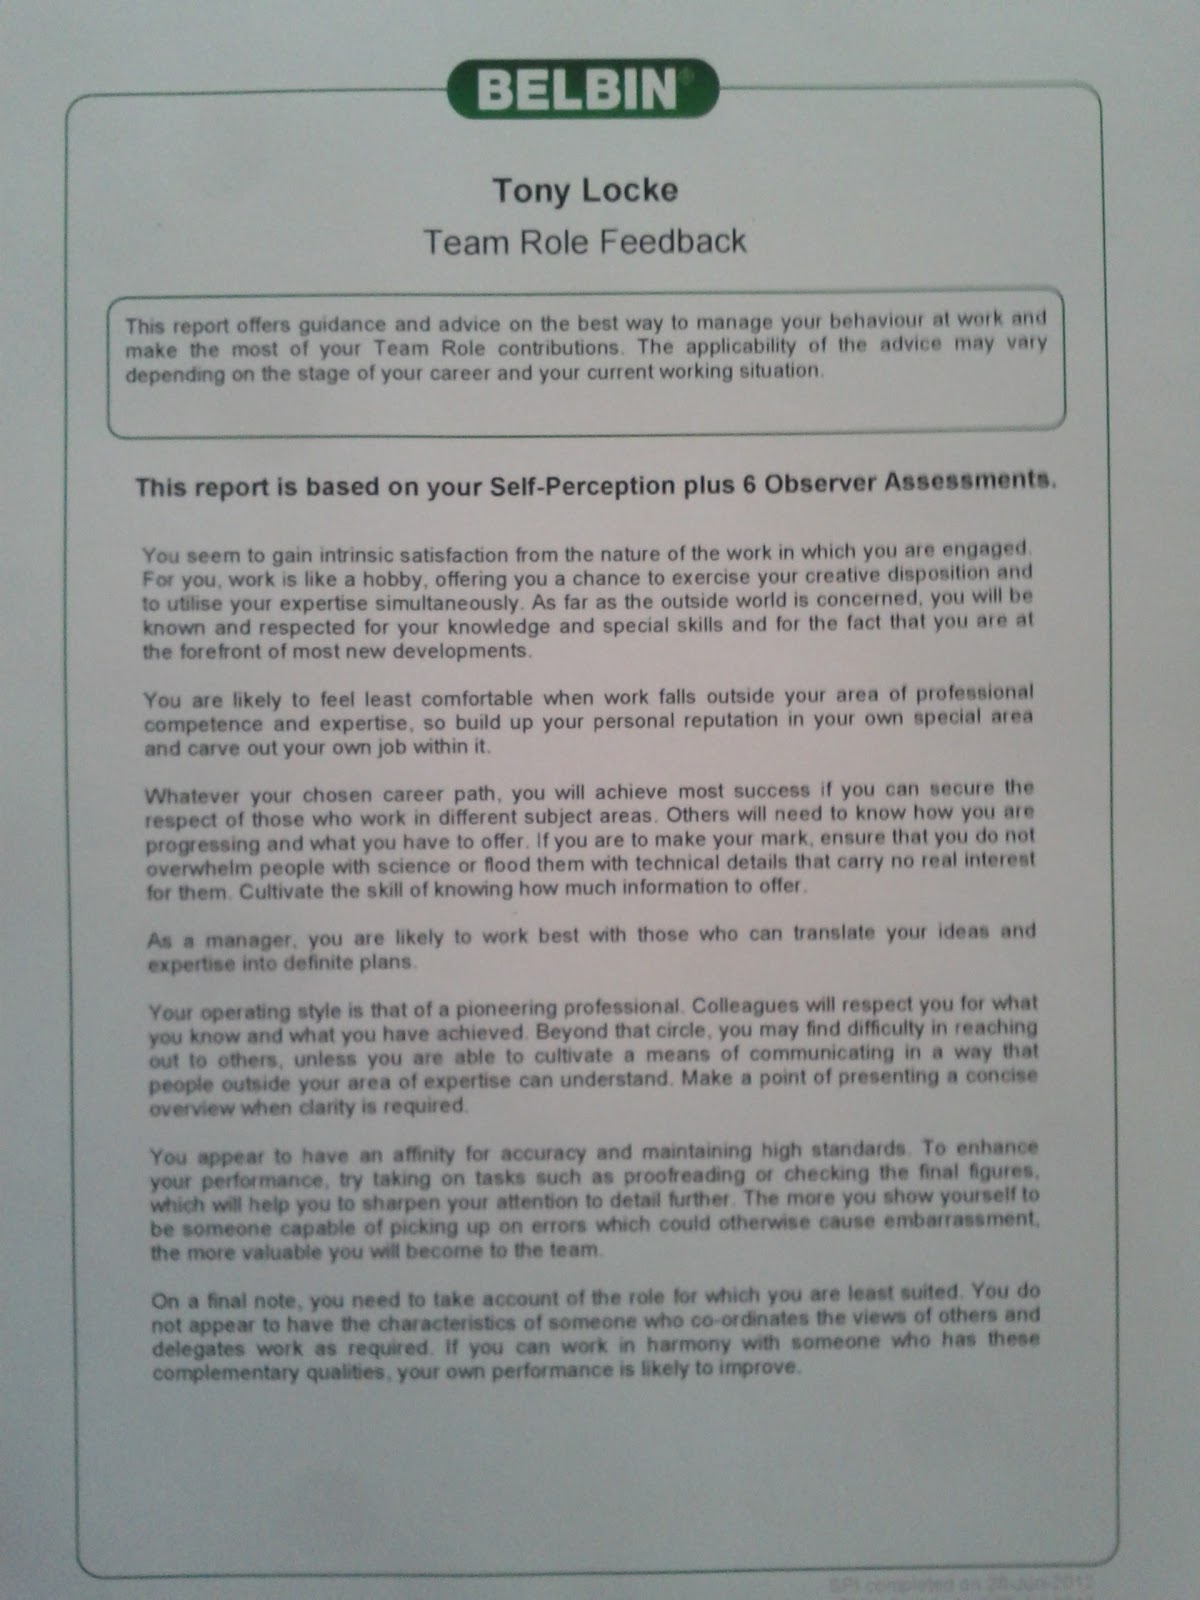 BELBIN®
Tony Locke
Team Role Feedback
This report offers guidance and advice on the best way to manage your behaviour at work and
make the most of your Team Role contributions. The applicability of the advice may vary
depending on the stage of your career and your current working situation.
This report is based on your Self-Perception plus 6 Observer Assessments.
You seem to gain intrinsic satisfaction from the nature of the work in which you are engaged.
For you, work is like a hobby, offering you a chance to exercise your creative disposition and
to utilise your expertise simultaneously. As far as the outside world is concerned, you will be
known and respected for your knowledge and special skills and for the fact that you are at
the forefront of most new developments.
You are likely to feel least comfortable when work falls outside your area of professional
competence and expertise, so build up your personal reputation in your own special area
and carve out your own job within it.
Whatever your chosen career path, you will achieve most success if you can secure the
respect of those who work in different subject areas. Others will need to know how you are
progressing and what you have to offer. If you are to make your mark, ensure that you do not
overwhelm people with science or flood them with technical details that carry no real interest
for them. Cultivate the skill of knowing how much information to offer.
As a manager, you are likely to work best with those who can translate your ideas and
expertise into definite plans.
Your operating style is that of a pioneering professional. Colleagues will respect you for what
you know and what you have achieved. Beyond that circle, you may find difficulty in reaching
out to others, unless you are able to cultivate a means of communicating in a way that
people outside your area of expertise can understand. Make a point of presenting a concise
overview when clarity is required.
You appear to have an affinity for accuracy and maintaining high standards. To enhance
your performance, try taking on tasks such as proofreading or checking the final figures,
which will help you to sharpen your attention to detail further. The more you show yourself to
be someone capable of picking up on errors which could otherwise cause embarrassment,
the more valuable you will become to the team.
On a final note, you need to take account of the role for which you are least suited. You do
not appear to have the characteristics of someone who co-ordinates the views of others and
delegates work as required. If you can work in harmony with someone who has these
complementary qualities, your own performance is likely to improve.
SPI completed on